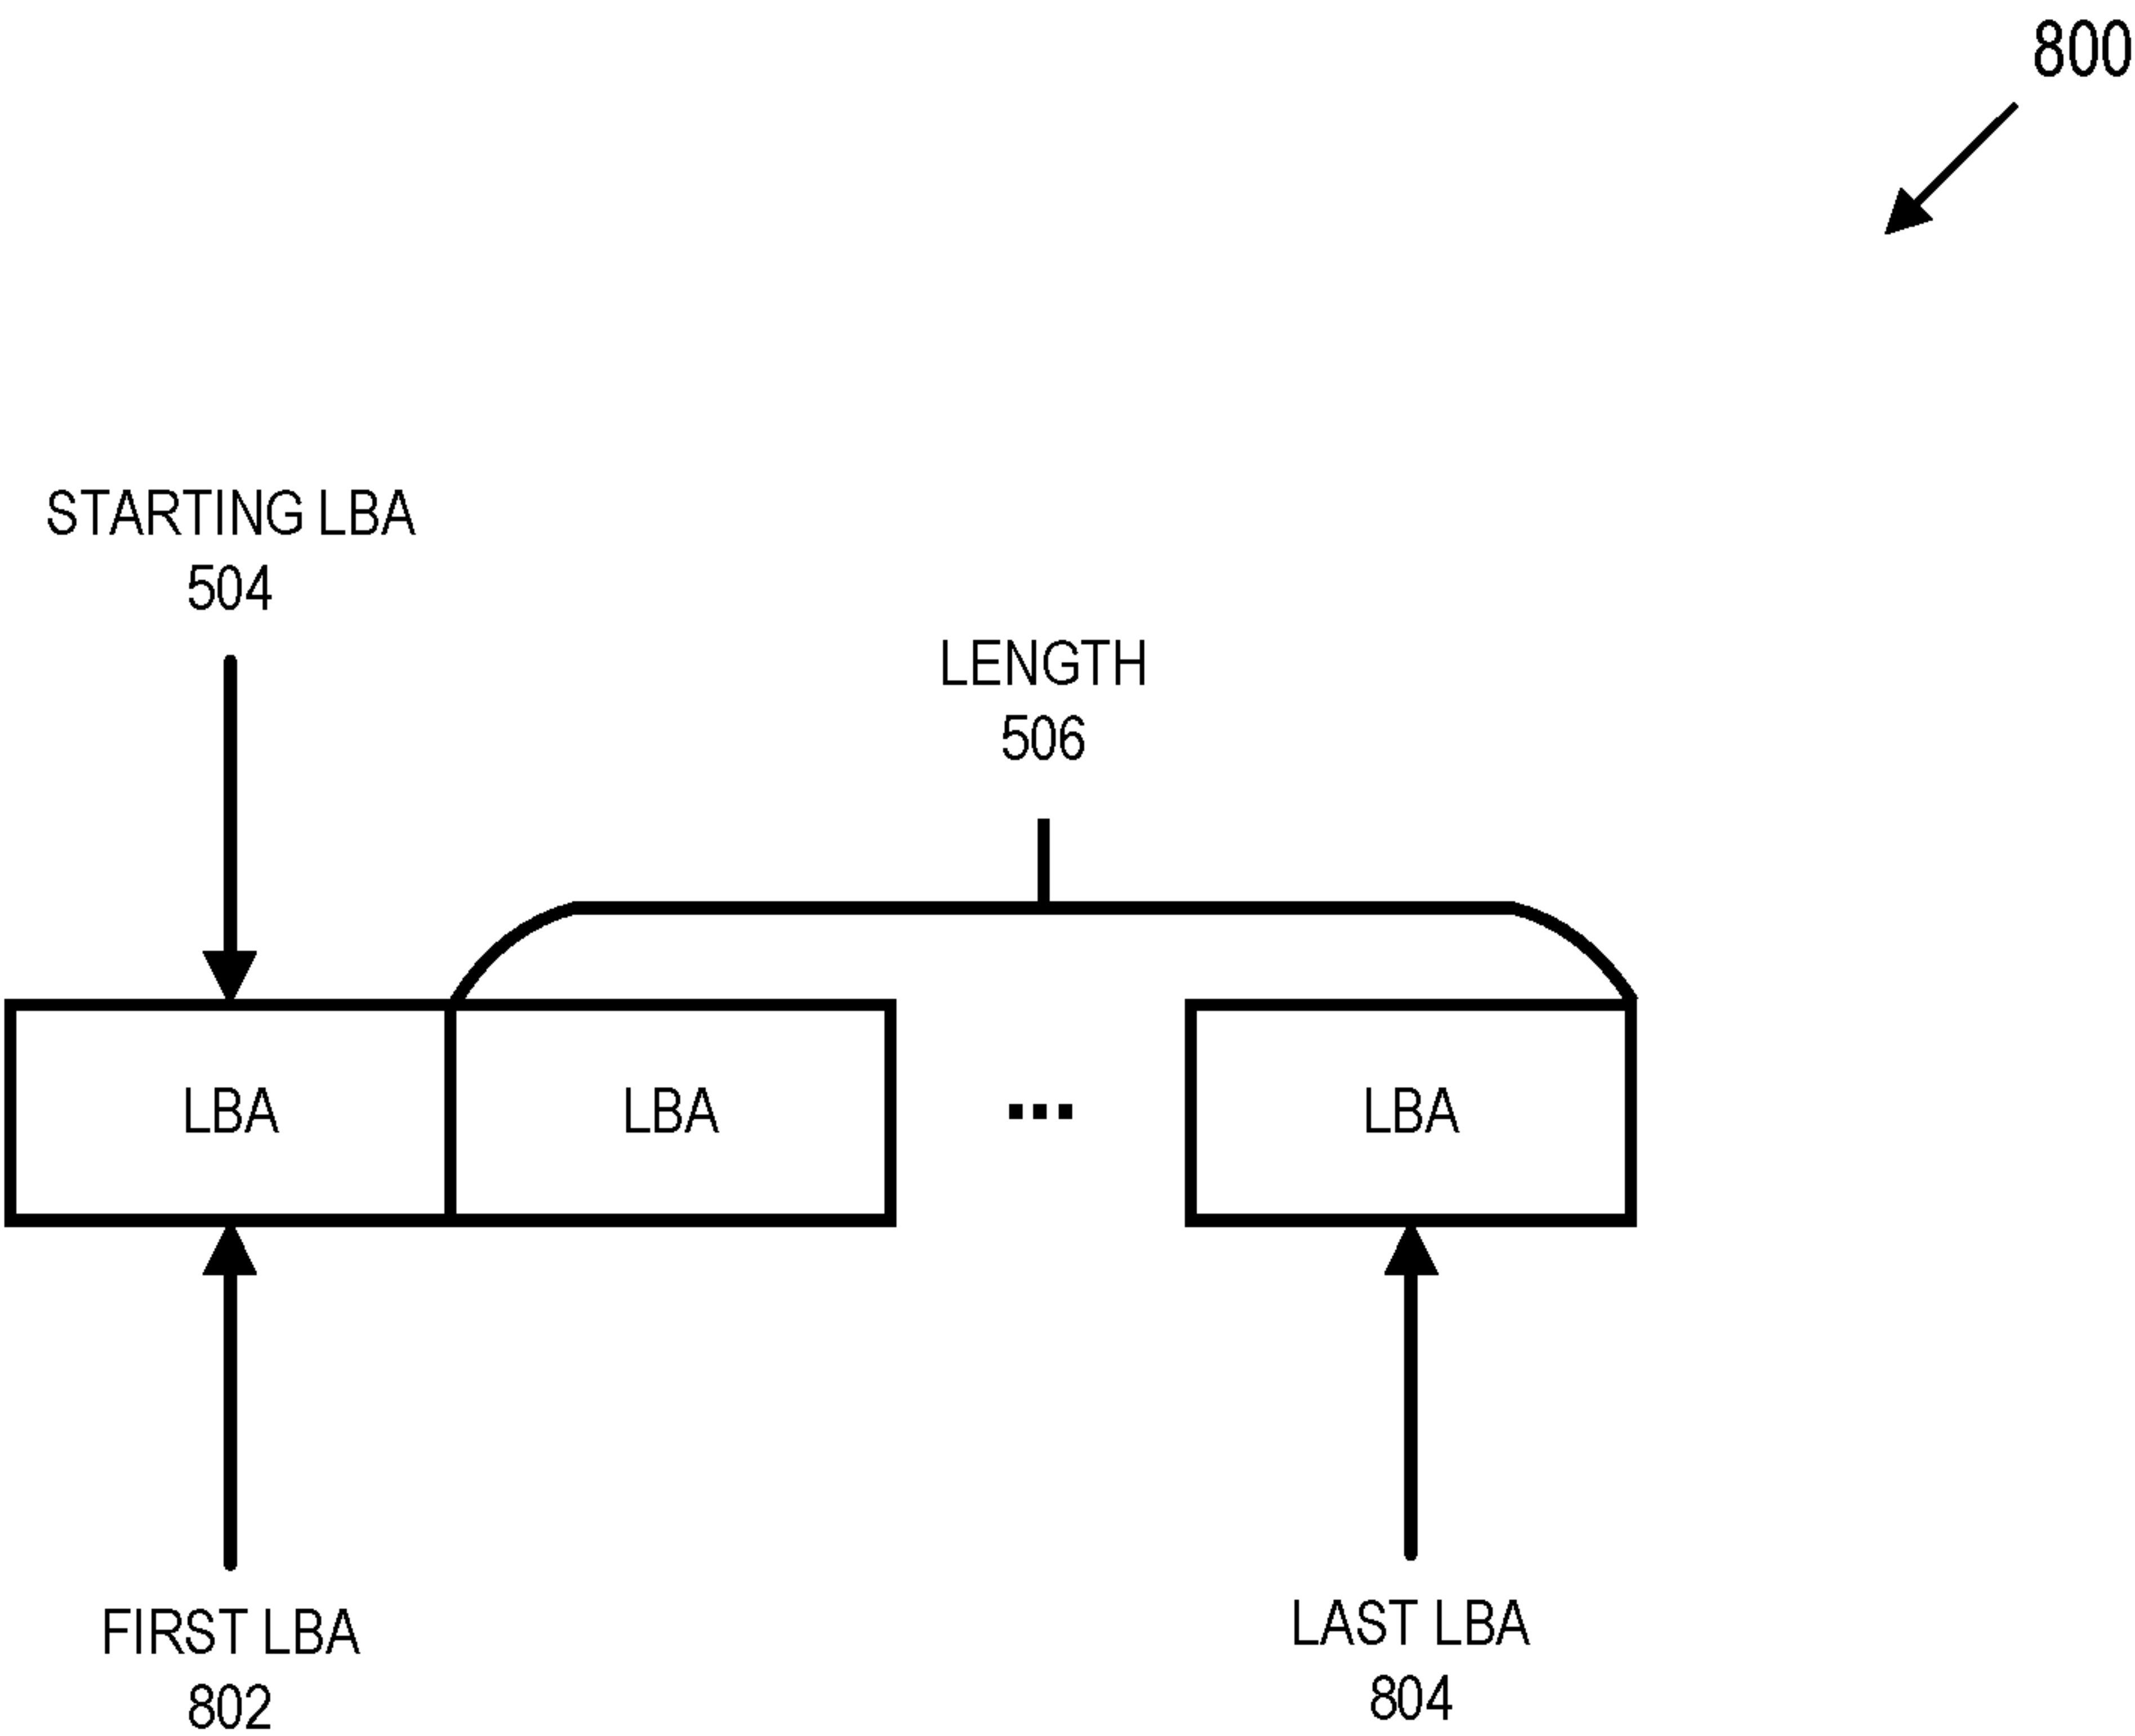 800
STARTING LBA
504
LENGTH
506
LBA
LBA
...
LBA
FIRST LBA
802
LAST LBA
804